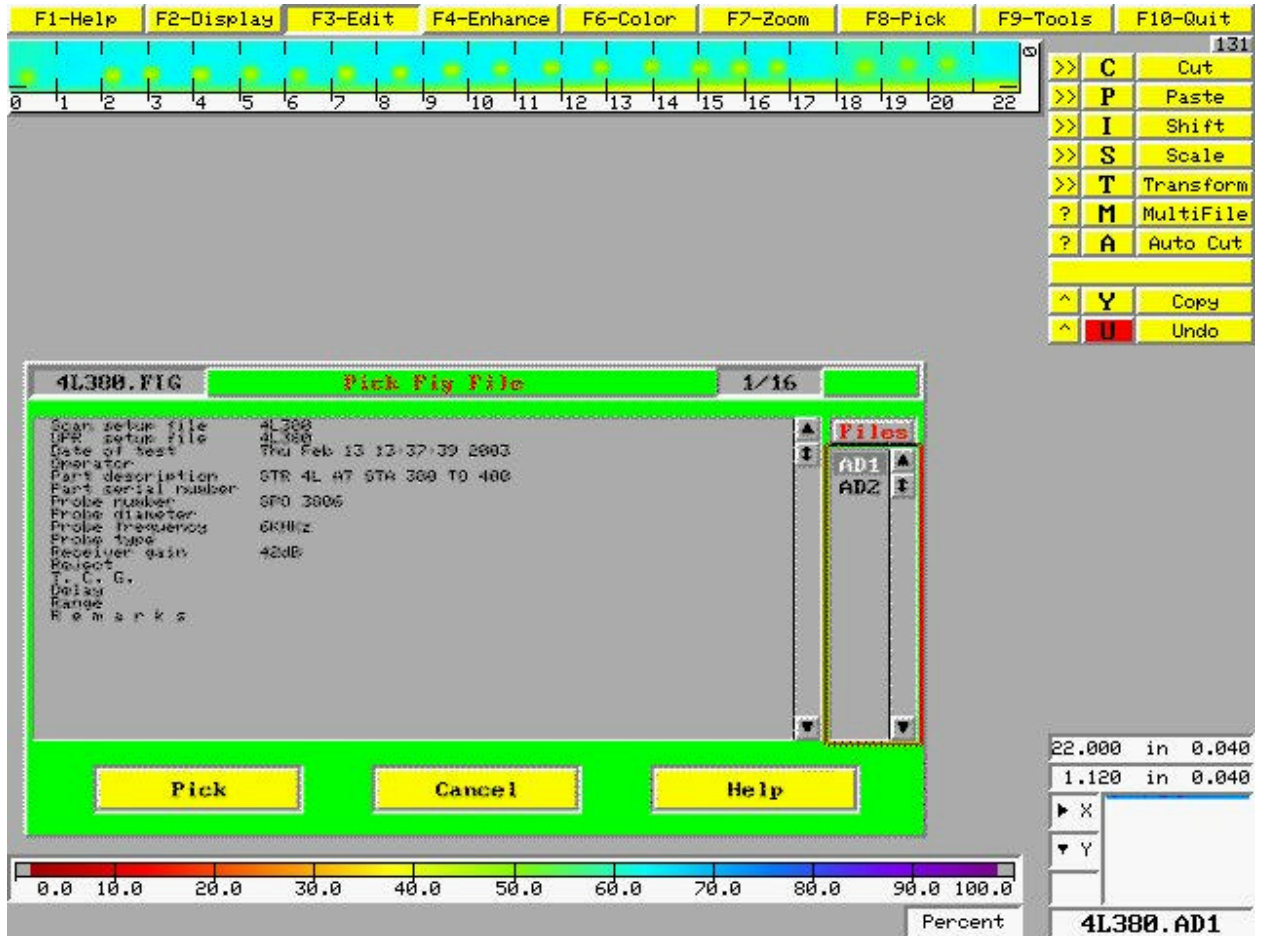 F1-Help F2-Display F3-Edit F4-Enhance F6-Color F7-Zoom F8-Pick F9-Tools F10-Quit
131
0 1 2 3 4 5 6 7 8 9 10 11 12 13 14 15 16 17 18 19 20 22
>> C Cut
>> P Paste
>> I Shift
>> S Scale
>> T Transform
? M MultiFile
? A Auto Cut
^ Y Copy
^ U Undo
4L380.FIG Pick Fig File 1/16
Scan setup file 4L380
UPR setup file 4L380
Date of test Thu Feb 13 13:37:39 2003
Operator
Part description STR 4L AT STA 380 TO 400
Part serial number
Probe number SPO 3806
Probe diameter
Probe frequency
Probe type
Receiver gain 42dB
Reject
T. C. G.
Delay
Range
R e m a r k s
Files
AD1
AD2
Pick Cancel Help
22.000 in 0.040
1.120 in 0.040
X
Y
0.0 10.0 20.0 30.0 40.0 50.0 60.0 70.0 80.0 90.0 100.0
Percent
4L380.AD1